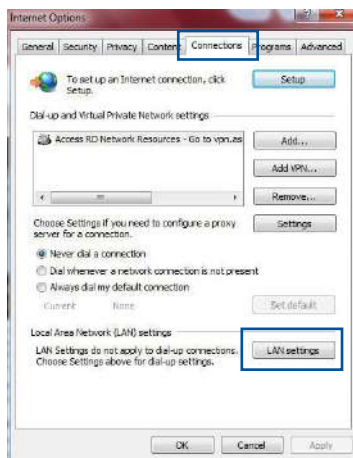 Internet Options
General Security Privacy Content Connections Programs Advanced
To set up an Internet connection, click
Setup.
Setup
Dial-up and Virtual Private Network settings
Access RD Network Resources - Go to vpn.as
Add...
Add VPN...
Remove...
Choose Settings if you need to configure a proxy
server for a connection.
Settings
Never dial a connection
Dial whenever a network connection is not present
Always dial my default connection
Current None
Set default
Local Area Network (LAN) settings
LAN Settings do not apply to dial-up connections.
Choose Settings above for dial-up settings.
LAN settings
OK Cancel Apply